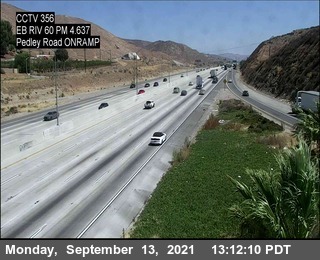 CCTV 356
EB RIV 60 PM 4.637
Pedley Road ONRAMP
Monday, September 13, 2021 13:12:10 PDT